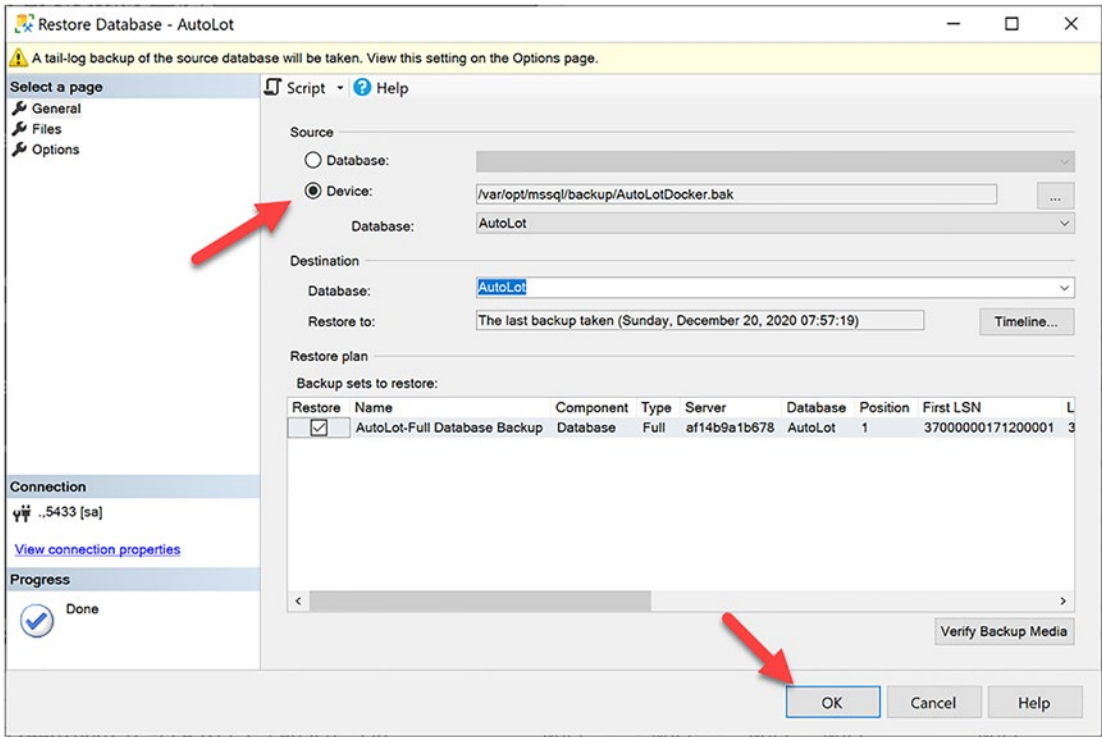 Restore Database - AutoLot
A tail-log backup of the source database will be taken. View this setting on the Options page.
Select a page
General
Files
Options
Script
Help
Source
Database:
Device:
/var/opt/mssql/backup/AutoLotDocker.bak
...
Database:
AutoLot
Destination
Database:
AutoLot
Restore to:
The last backup taken (Sunday, December 20, 2020 07:57:19)
Timeline...
Restore plan
Backup sets to restore:
Restore Name Component Type Server Database Position First LSN L
AutoLot-Full Database Backup Database Full af14b9a1b678 AutoLot 1 37000000171200001 3
Connection
.,5433 [sa]
View connection properties
Progress
Done
Verify Backup Media
OK Cancel Help